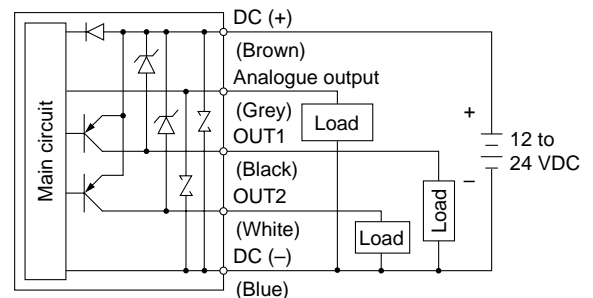 DC (+)
(Brown)
Analogue output
(Grey)
OUT1
(Black)
OUT2
(White)
DC (–)
(Blue)
Main circuit
Load
Load
Load
+
–
12 to
24 VDC